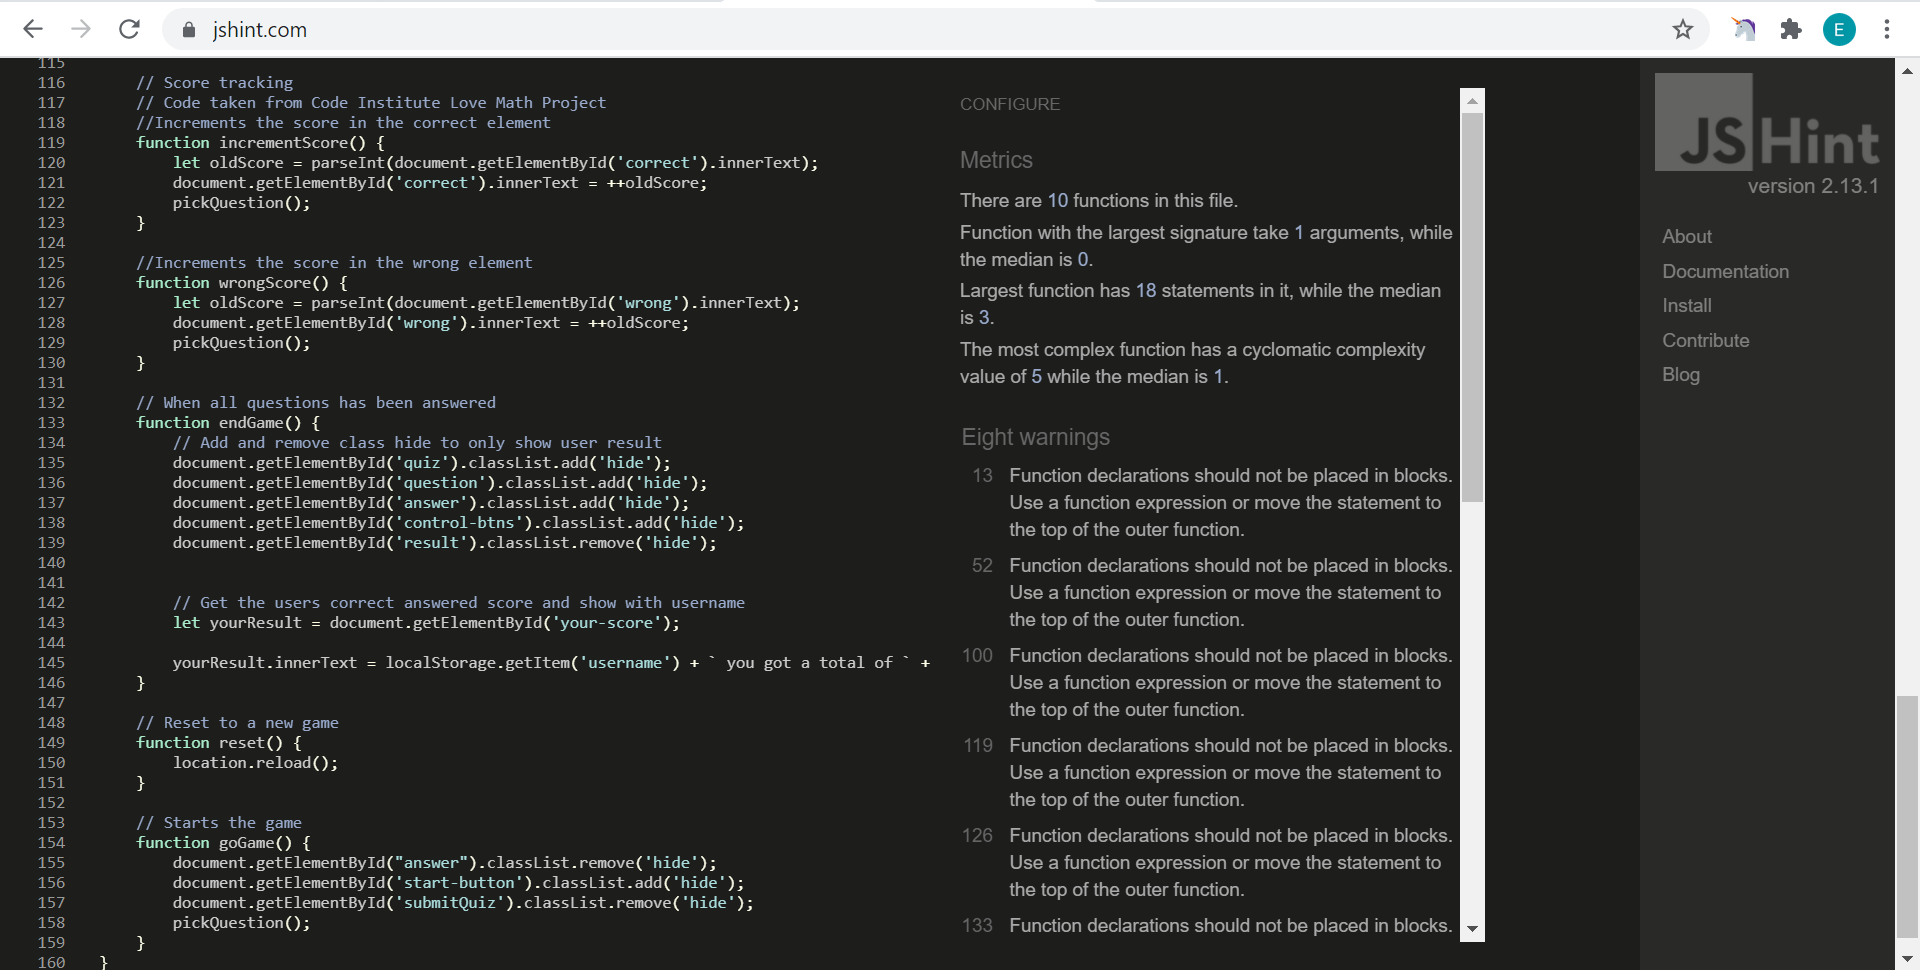 jshint.com
E
115
116 // Score tracking
117 // Code taken from Code Institute Love Math Project
118 //Increments the score in the correct element
119 function incrementScore() {
120 let oldScore = parseInt(document.getElementById('correct').innerText);
121 document.getElementById('correct').innerText = ++oldScore;
122 pickQuestion();
123 }
124
125 //Increments the score in the wrong element
126 function wrongScore() {
127 let oldScore = parseInt(document.getElementById('wrong').innerText);
128 document.getElementById('wrong').innerText = ++oldScore;
129 pickQuestion();
130 }
131
132 // When all questions has been answered
133 function endGame() {
134 // Add and remove class hide to only show user result
135 document.getElementById('quiz').classList.add('hide');
136 document.getElementById('question').classList.add('hide');
137 document.getElementById('answer').classList.add('hide');
138 document.getElementById('control-btns').classList.add('hide');
139 document.getElementById('result').classList.remove('hide');
140
141
142 // Get the users correct answered score and show with username
143 let yourResult = document.getElementById('your-score');
144
145 yourResult.innerText = localStorage.getItem('username') + ` you got a total of ` +
146 }
147
148 // Reset to a new game
149 function reset() {
150 location.reload();
151 }
152
153 // Starts the game
154 function goGame() {
155 document.getElementById("answer").classList.remove('hide');
156 document.getElementById('start-button').classList.add('hide');
157 document.getElementById('submitQuiz').classList.remove('hide');
158 pickQuestion();
159 }
160 }
CONFIGURE
Metrics
There are 10 functions in this file.
Function with the largest signature take 1 arguments, while
the median is 0.
Largest function has 18 statements in it, while the median
is 3.
The most complex function has a cyclomatic complexity
value of 5 while the median is 1.
Eight warnings
13 Function declarations should not be placed in blocks.
Use a function expression or move the statement to
the top of the outer function.
52 Function declarations should not be placed in blocks.
Use a function expression or move the statement to
the top of the outer function.
100 Function declarations should not be placed in blocks.
Use a function expression or move the statement to
the top of the outer function.
119 Function declarations should not be placed in blocks.
Use a function expression or move the statement to
the top of the outer function.
126 Function declarations should not be placed in blocks.
Use a function expression or move the statement to
the top of the outer function.
133 Function declarations should not be placed in blocks.
JSHint
version 2.13.1
About
Documentation
Install
Contribute
Blog